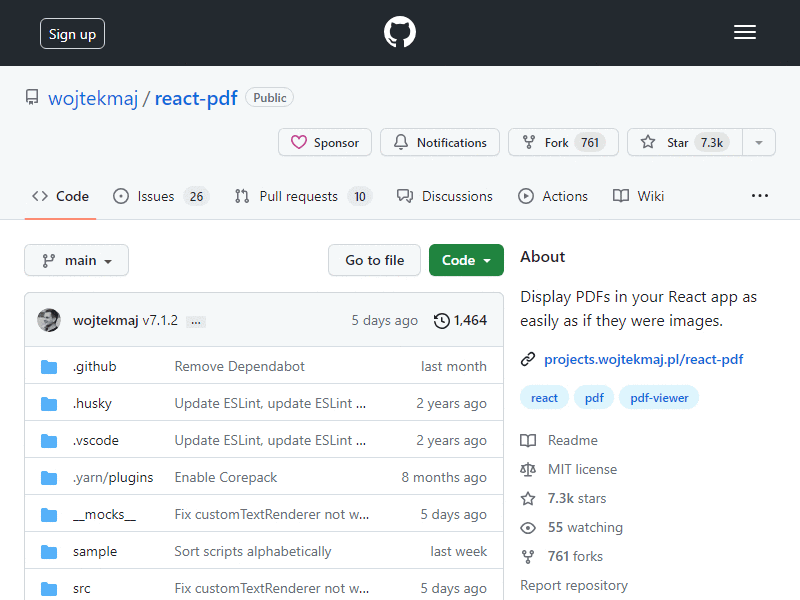 Sign up
wojtekmaj / react-pdf Public
Sponsor Notifications Fork 761 Star 7.3k
Code Issues 26 Pull requests 10 Discussions Actions Wiki ...
main Go to file Code
wojtekmaj v7.1.2 ... 5 days ago 1,464
.github Remove Dependabot last month
.husky Update ESLint, update ESLint ... 2 years ago
.vscode Update ESLint, update ESLint ... 2 years ago
.yarn/plugins Enable Corepack 8 months ago
__mocks__ Fix customTextRenderer not w... 5 days ago
sample Sort scripts alphabetically last week
src Fix customTextRenderer not w... 5 days ago
About
Display PDFs in your React app as
easily as if they were images.
projects.wojtekmaj.pl/react-pdf
react pdf pdf-viewer
Readme
MIT license
7.3k stars
55 watching
761 forks
Report repository